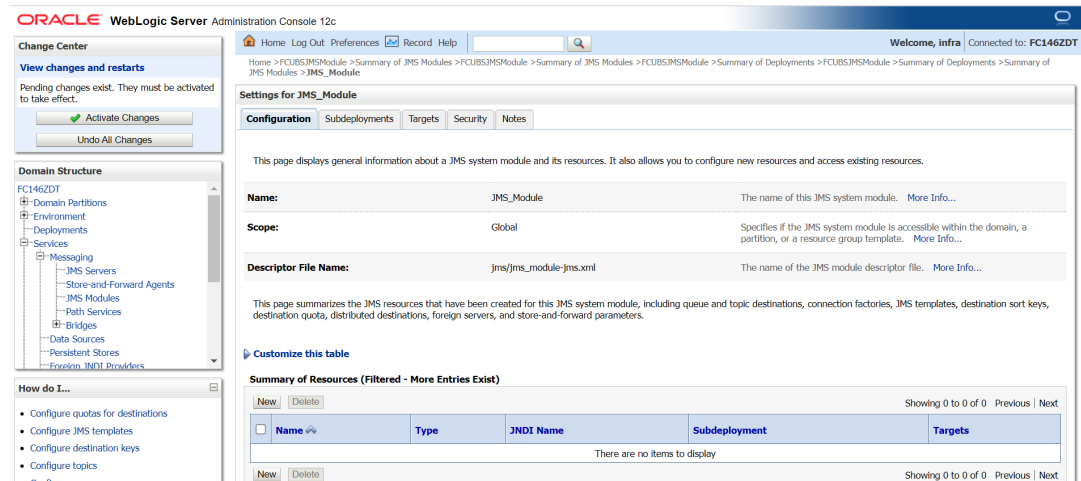 ORACLE WebLogic Server Administration Console 12c
Change Center
View changes and restarts
Pending changes exist. They must be activated
to take effect.
Activate Changes
Undo All Changes
Domain Structure
FC146ZDT
Domain Partitions
Environment
Deployments
Services
Messaging
JMS Servers
Store-and-Forward Agents
JMS Modules
Path Services
Bridges
Data Sources
Persistent Stores
Foreign JNDI Providers
How do I...
Configure quotas for destinations
Configure JMS templates
Configure destination keys
Configure topics
Home Log Out Preferences Record Help
Welcome, infra Connected to: FC146ZDT
Home >FCUBSJMSModule >Summary of JMS Modules >FCUBSJMSModule >Summary of JMS Modules >FCUBSJMSModule >Summary of Deployments >FCUBSJMSModule >Summary of Deployments >Summary of
JMS Modules >JMS_Module
Settings for JMS_Module
Configuration Subdeployments Targets Security Notes
This page displays general information about a JMS system module and its resources. It also allows you to configure new resources and access existing resources.
Name: JMS_Module The name of this JMS system module. More Info...
Scope: Global Specifies if the JMS system module is accessible within the domain, a
partition, or a resource group template. More Info...
Descriptor File Name: jms/jms_module-jms.xml The name of the JMS module descriptor file. More Info...
This page summarizes the JMS resources that have been created for this JMS system module, including queue and topic destinations, connection factories, JMS templates, destination sort keys,
destination quota, distributed destinations, foreign servers, and store-and-forward parameters.
Customize this table
Summary of Resources (Filtered - More Entries Exist)
New Delete Showing 0 to 0 of 0 Previous | Next
Name Type JNDI Name Subdeployment Targets
There are no items to display
New Delete Showing 0 to 0 of 0 Previous | Next